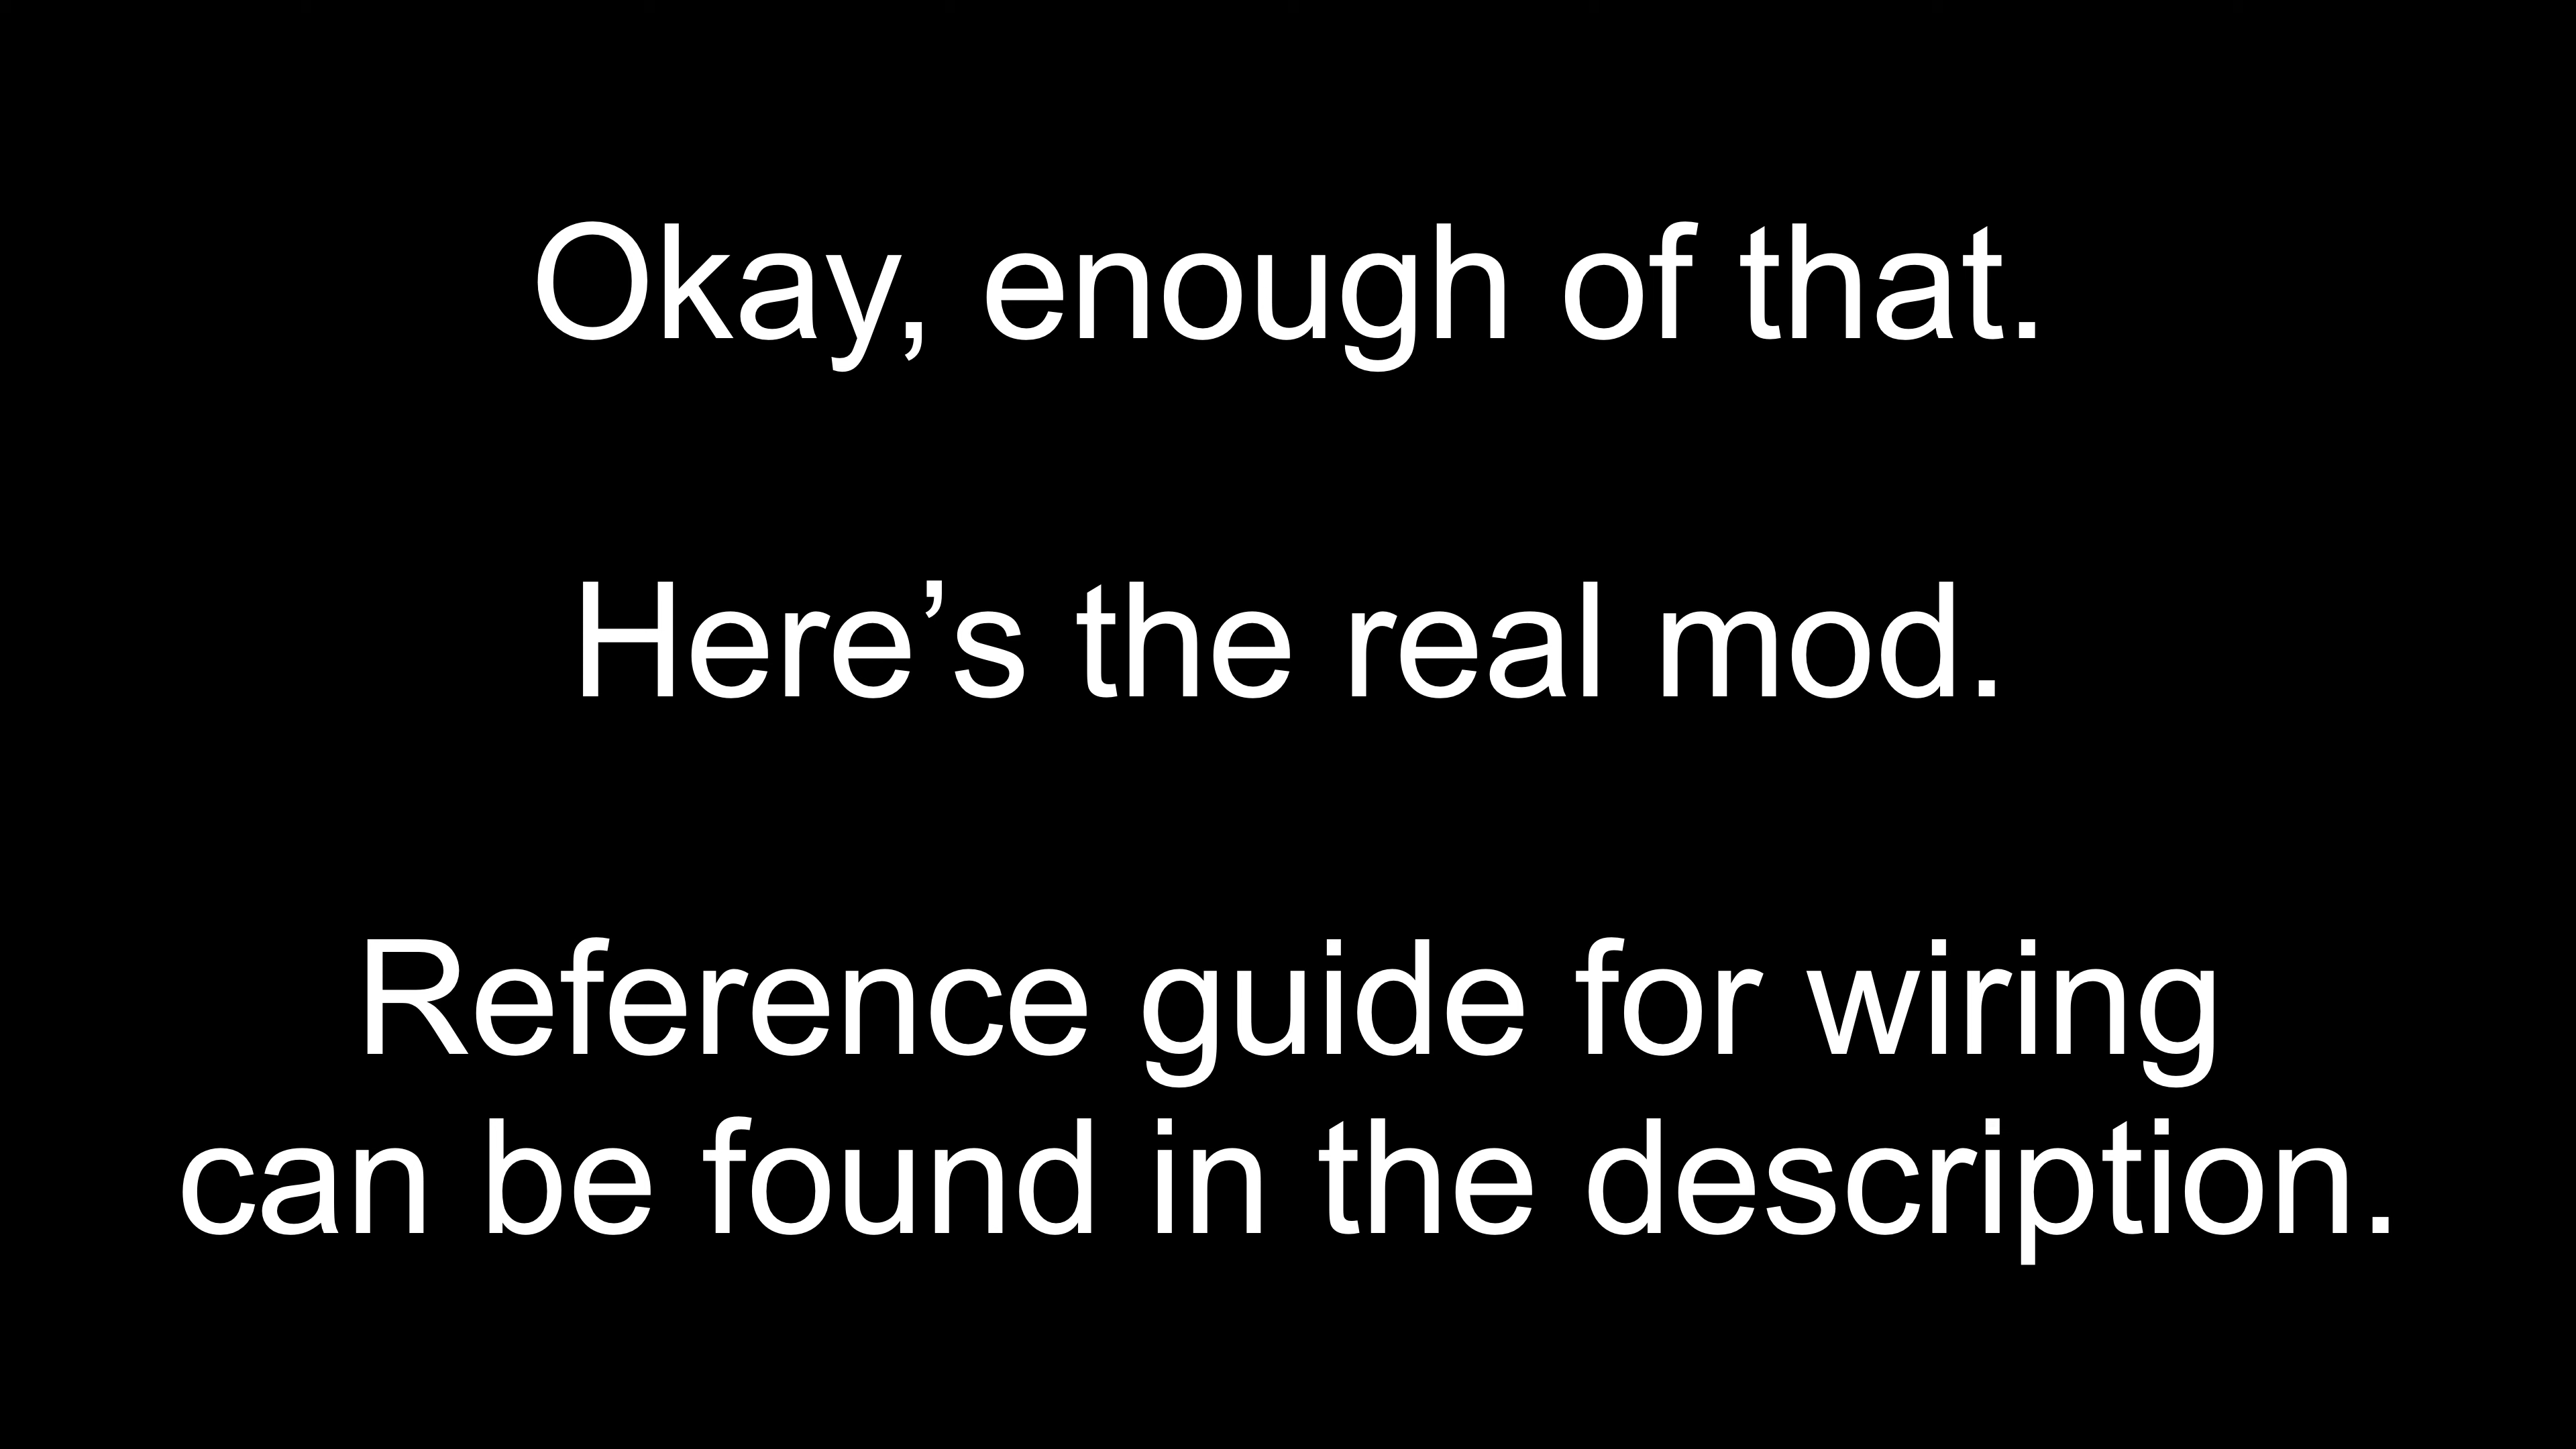 Okay, enough of that.
Here’s the real mod.
Reference guide for wiring
can be found in the description.